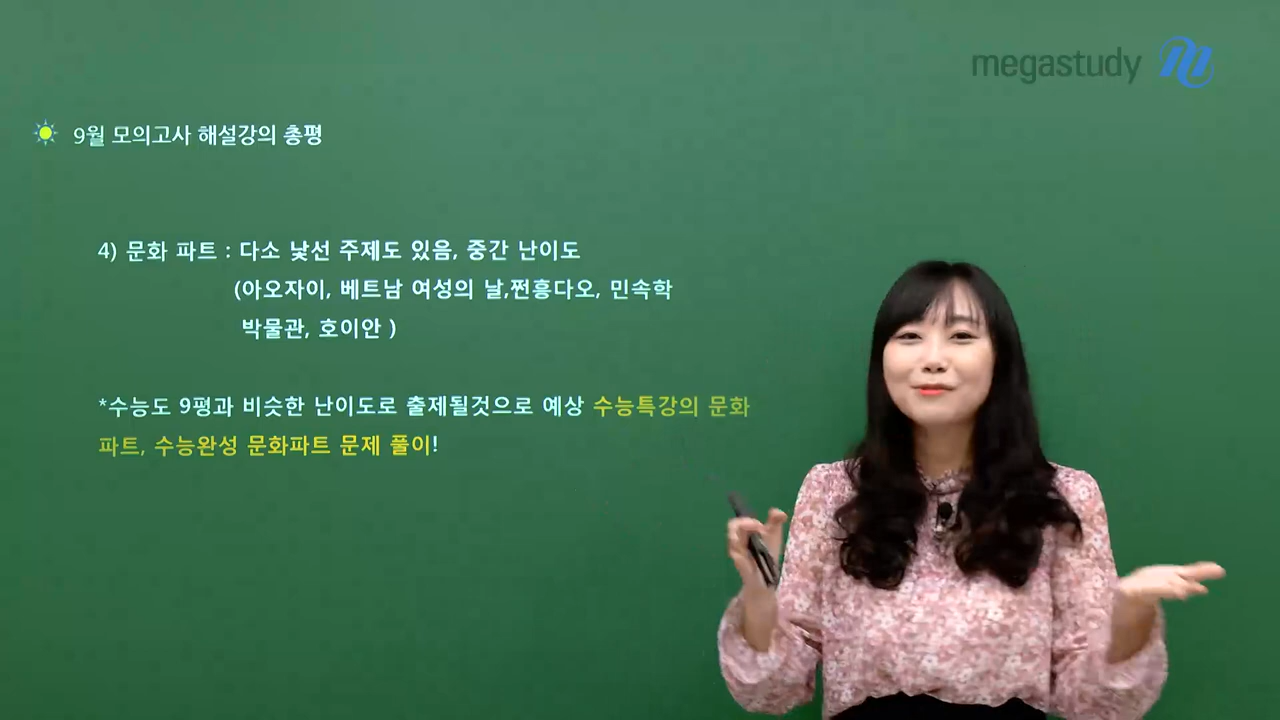 megastudy
9월 모의고사 해설강의 총평
4) 문화 파트 : 다소 낯선 주제도 있음, 중간 난이도
(아오자이, 베트남 여성의 날,쩐흥다오, 민속학
박물관, 호이안 )
*수능도 9평과 비슷한 난이도로 출제될것으로 예상 수능특강의 문화
파트, 수능완성 문화파트 문제 풀이!